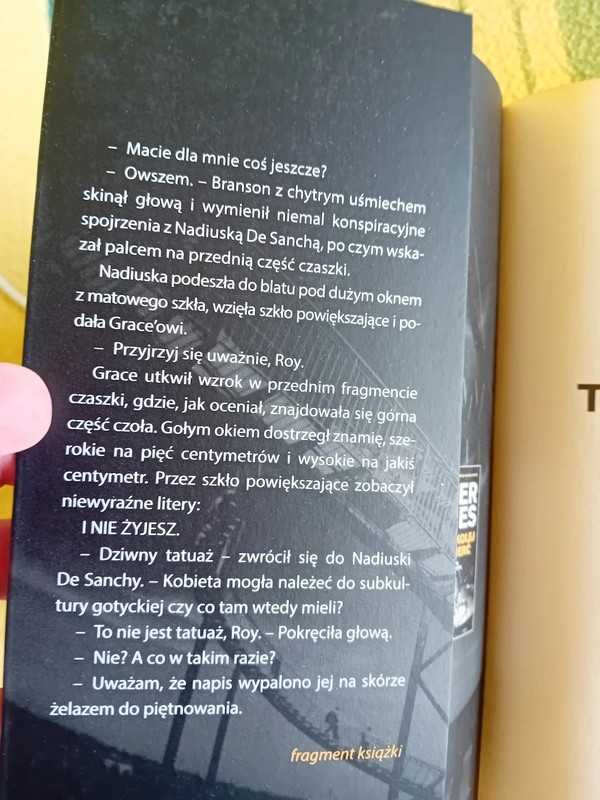 – Macie dla mnie coś jeszcze?
– Owszem. – Branson z chytrym uśmiechem
skinął głową i wymienił niemal konspiracyjne
spojrzenia z Nadiuską De Sanchą, po czym wska-
zał palcem na przednią część czaszki.
Nadiuska podeszła do blatu pod dużym oknem
z matowego szkła, wzięła szkło powiększające i po-
dała Grace’owi.
– Przyjrzyj się uważnie, Roy.
Grace utkwił wzrok w przednim fragmencie
czaszki, gdzie, jak oceniał, znajdowała się górna
część czoła. Gołym okiem dostrzegł znamię, sze-
rokie na pięć centymetrów i wysokie na jakiś
centymetr. Przez szkło powiększające zobaczył
niewyraźne litery:
I NIE ŻYJESZ.
– Dziwny tatuaż – zwrócił się do Nadiuski
De Sanchy. – Kobieta mogła należeć do subkul-
tury gotyckiej czy co tam wtedy mieli?
– To nie jest tatuaż, Roy. – Pokręciła głową.
– Nie? A co w takim razie?
– Uważam, że napis wypalono jej na skórze
żelazem do piętnowania.
fragment książki
ER
ES
T